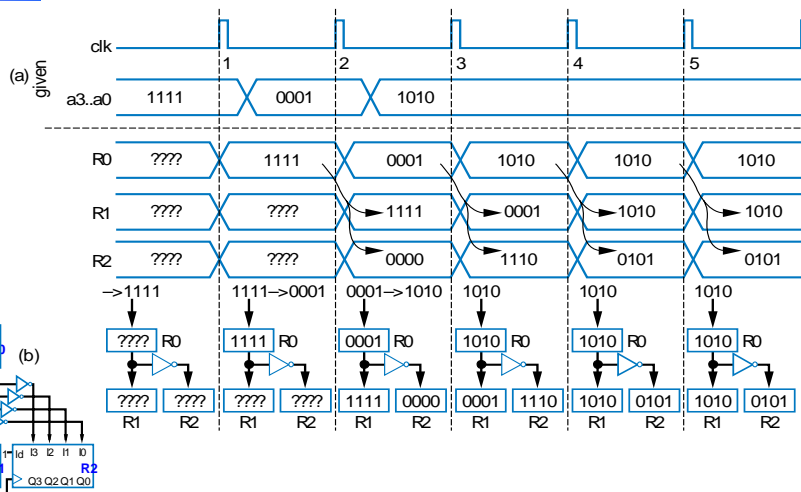 clk
1 2 3 4 5
(a)
given
a3..a0 1111 0001 1010
R0 ???? 1111 0001 1010 1010 1010
R1 ???? ???? 1111 0001 1010 1010
R2 ???? ???? 0000 1110 0101 0101
–>1111 1111–>0001 0001–>1010 1010 1010 1010
(b)
???? R0 1111 R0 0001 R0 1010 R0 1010 R0 1010 R0
???? ???? ???? ???? 1111 0000 0001 1110 1010 0101 1010 0101
R1 R2 R1 R2 R1 R2 R1 R2 R1 R2 R1 R2
1 ld I3 I2 I1 I0
R2
Q3 Q2 Q1 Q0